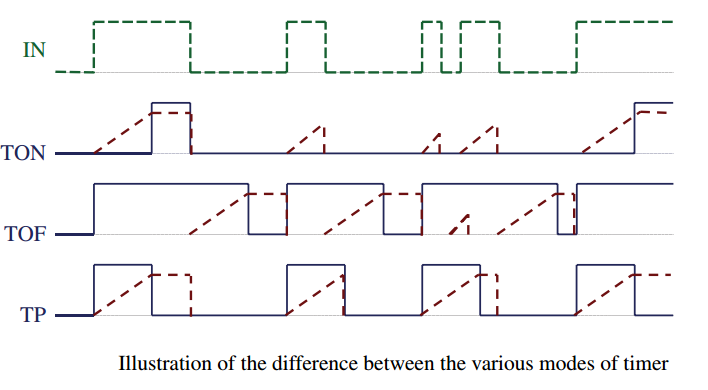 IN
TON
TOF
TP
Illustration of the difference between the various modes of timer